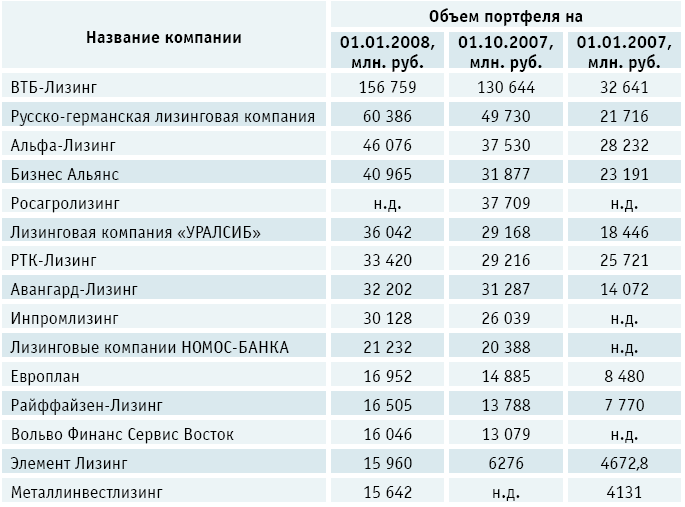 Название компании
Объем портфеля на
01.01.2008, млн. руб.
01.10.2007, млн. руб.
01.01.2007, млн. руб.
ВТБ-Лизинг 156 759 130 644 32 641
Русско-германская лизинговая компания 60 386 49 730 21 716
Альфа-Лизинг 46 076 37 530 28 232
Бизнес Альянс 40 965 31 877 23 191
Росагролизинг н.д. 37 709 н.д.
Лизинговая компания «УРАЛСИБ» 36 042 29 168 18 446
РТК-Лизинг 33 420 29 216 25 721
Авангард-Лизинг 32 202 31 287 14 072
Инпромлизинг 30 128 26 039 н.д.
Лизинговые компании НОМОС-БАНКА 21 232 20 388 н.д.
Европлан 16 952 14 885 8 480
Райффайзен-Лизинг 16 505 13 788 7 770
Вольво Финанс Сервис Восток 16 046 13 079 н.д.
Элемент Лизинг 15 960 6276 4672,8
Металлинвестлизинг 15 642 н.д. 4131